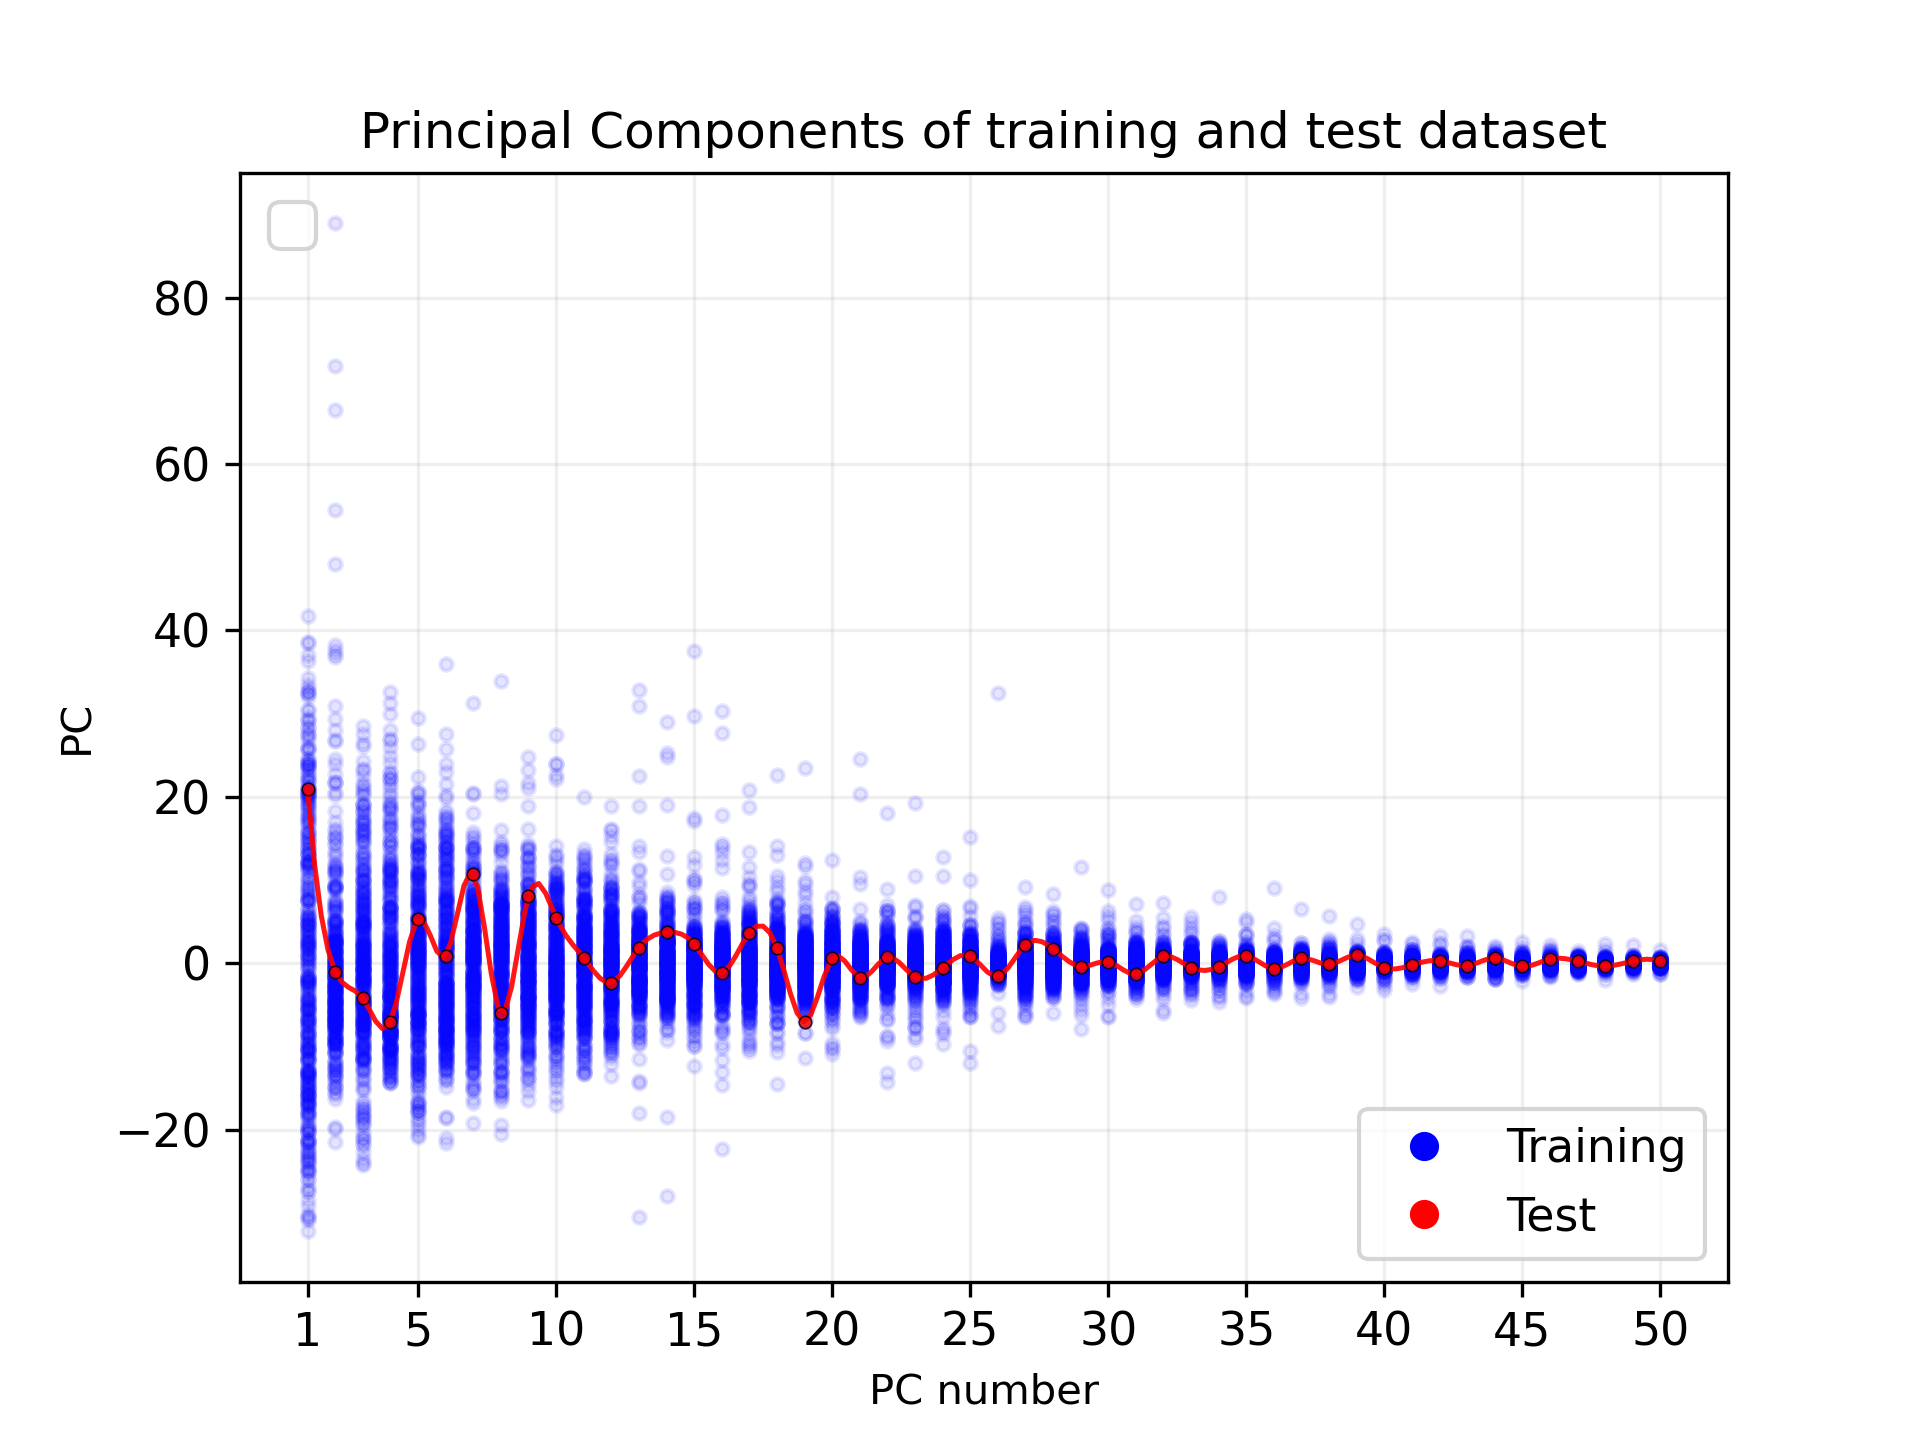 Principal Components of training and test dataset
80
60
40
20
0
−20
PC
Training
Test
1 5 10 15 20 25 30 35 40 45 50
PC number